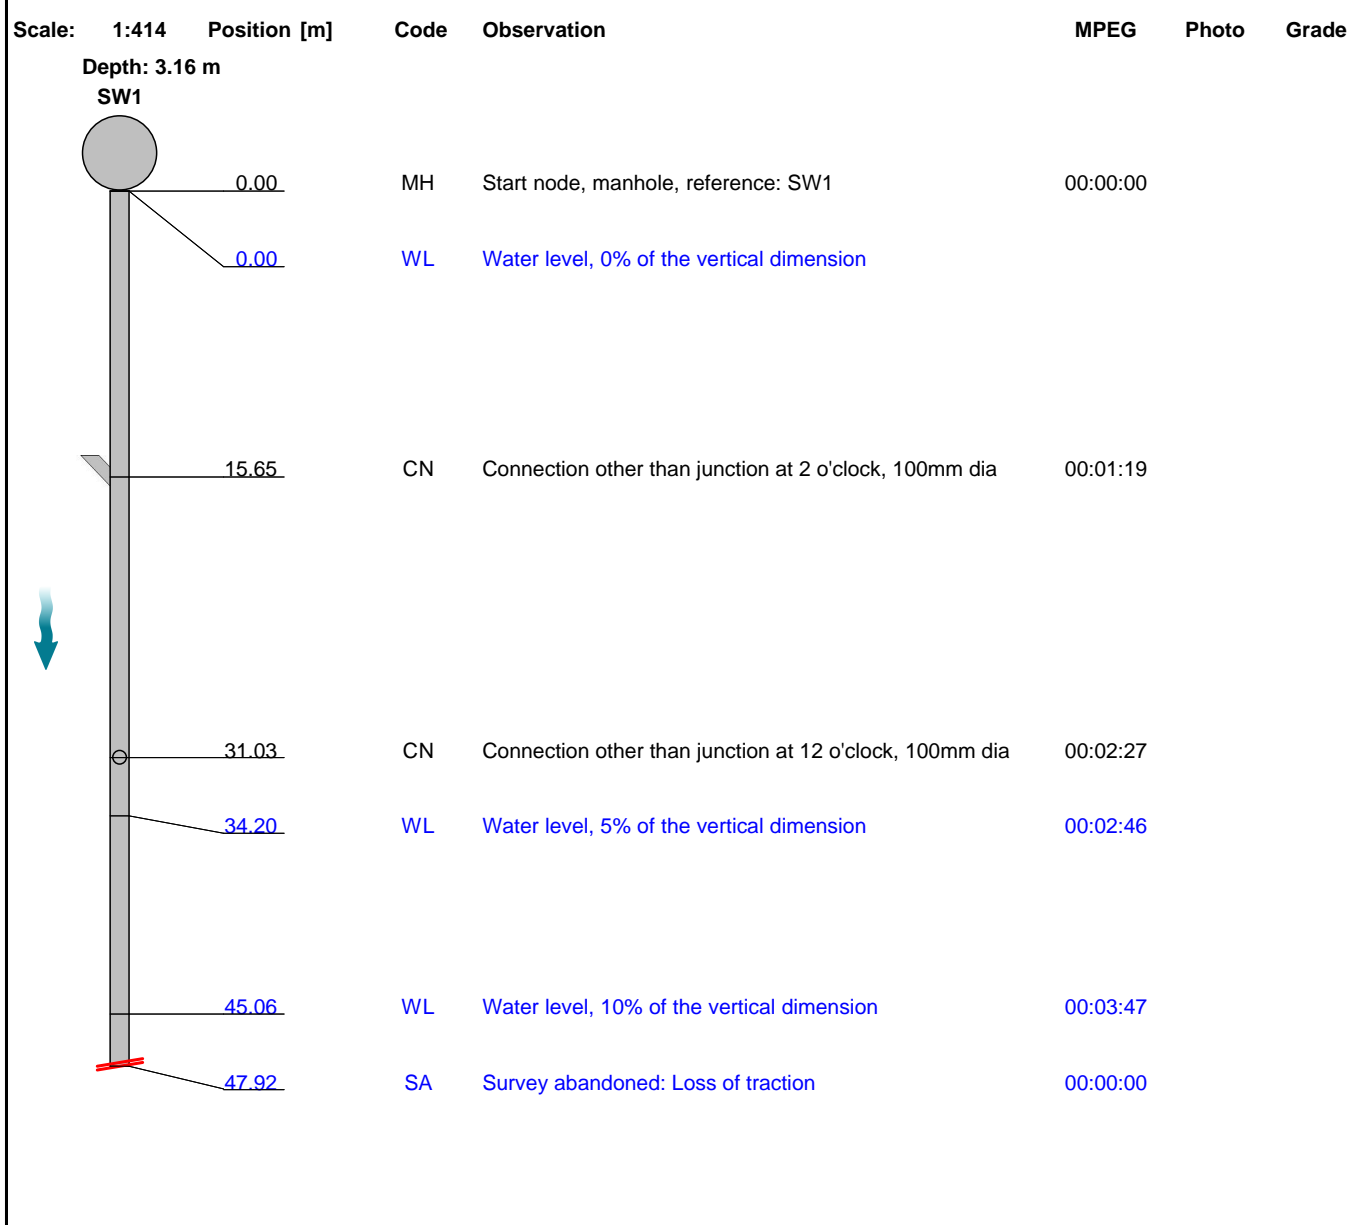 Scale: 1:414 Position [m] Code Observation MPEG Photo Grade
Depth: 3.16 m
SW1
0.00 MH Start node, manhole, reference: SW1 00:00:00
0.00 WL Water level, 0% of the vertical dimension
15.65 CN Connection other than junction at 2 o'clock, 100mm dia 00:01:19
31.03 CN Connection other than junction at 12 o'clock, 100mm dia 00:02:27
34.20 WL Water level, 5% of the vertical dimension 00:02:46
45.06 WL Water level, 10% of the vertical dimension 00:03:47
47.92 SA Survey abandoned: Loss of traction 00:00:00